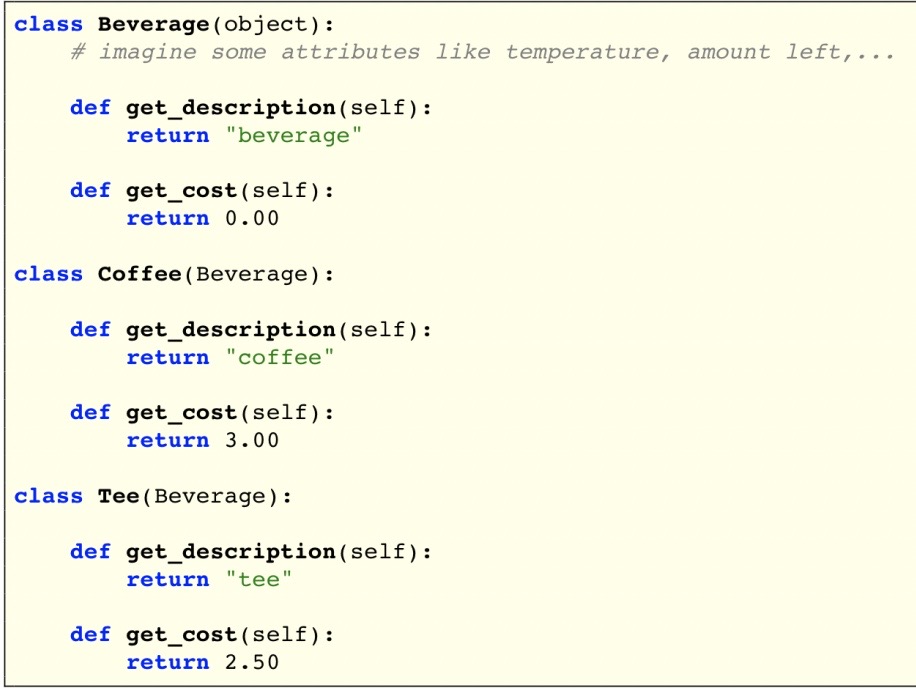 class Beverage(object):
    # imagine some attributes like temperature, amount left,...
    def get_description(self):
        return "beverage"
    def get_cost(self):
        return 0.00
class Coffee(Beverage):
    def get_description(self):
        return "coffee"
    def get_cost(self):
        return 3.00
class Tee(Beverage):
    def get_description(self):
        return "tee"
    def get_cost(self):
        return 2.50